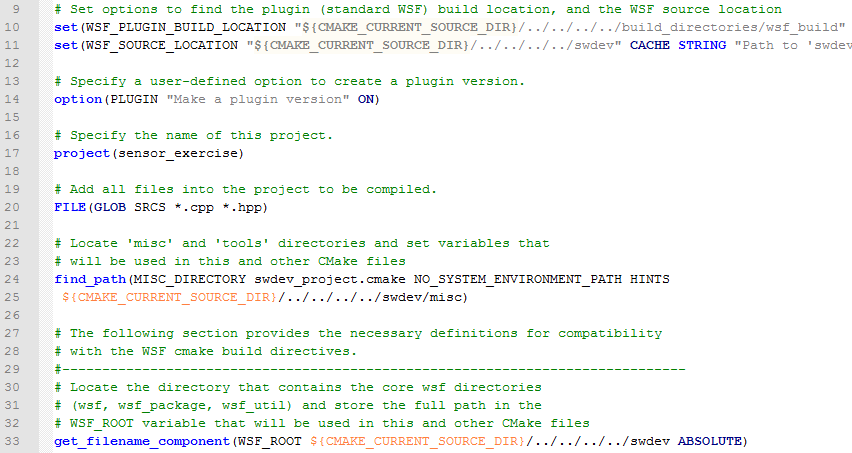 9 # Set options to find the plugin (standard WSF) build location, and the WSF source location
10 set(WSF_PLUGIN_BUILD_LOCATION "${CMAKE_CURRENT_SOURCE_DIR}/../../../../build_directories/wsf_build"
11 set(WSF_SOURCE_LOCATION "${CMAKE_CURRENT_SOURCE_DIR}/../../../../swdev" CACHE STRING "Path to 'swdev
12
13 # Specify a user-defined option to create a plugin version.
14 option(PLUGIN "Make a plugin version" ON)
15
16 # Specify the name of this project.
17 project(sensor_exercise)
18
19 # Add all files into the project to be compiled.
20 FILE(GLOB SRCS *.cpp *.hpp)
21
22 # Locate 'misc' and 'tools' directories and set variables that
23 # will be used in this and other CMake files
24 find_path(MISC_DIRECTORY swdev_project.cmake NO_SYSTEM_ENVIRONMENT_PATH HINTS
25 ${CMAKE_CURRENT_SOURCE_DIR}/../../../../swdev/misc)
26
27 # The following section provides the necessary definitions for compatibility
28 # with the WSF cmake build directives.
29 #------------------------------------------------------------------------------
30 # Locate the directory that contains the core wsf directories
31 # (wsf, wsf_package, wsf_util) and store the full path in the
32 # WSF_ROOT variable that will be used in this and other CMake files
33 get_filename_component(WSF_ROOT ${CMAKE_CURRENT_SOURCE_DIR}/../../../../swdev ABSOLUTE)